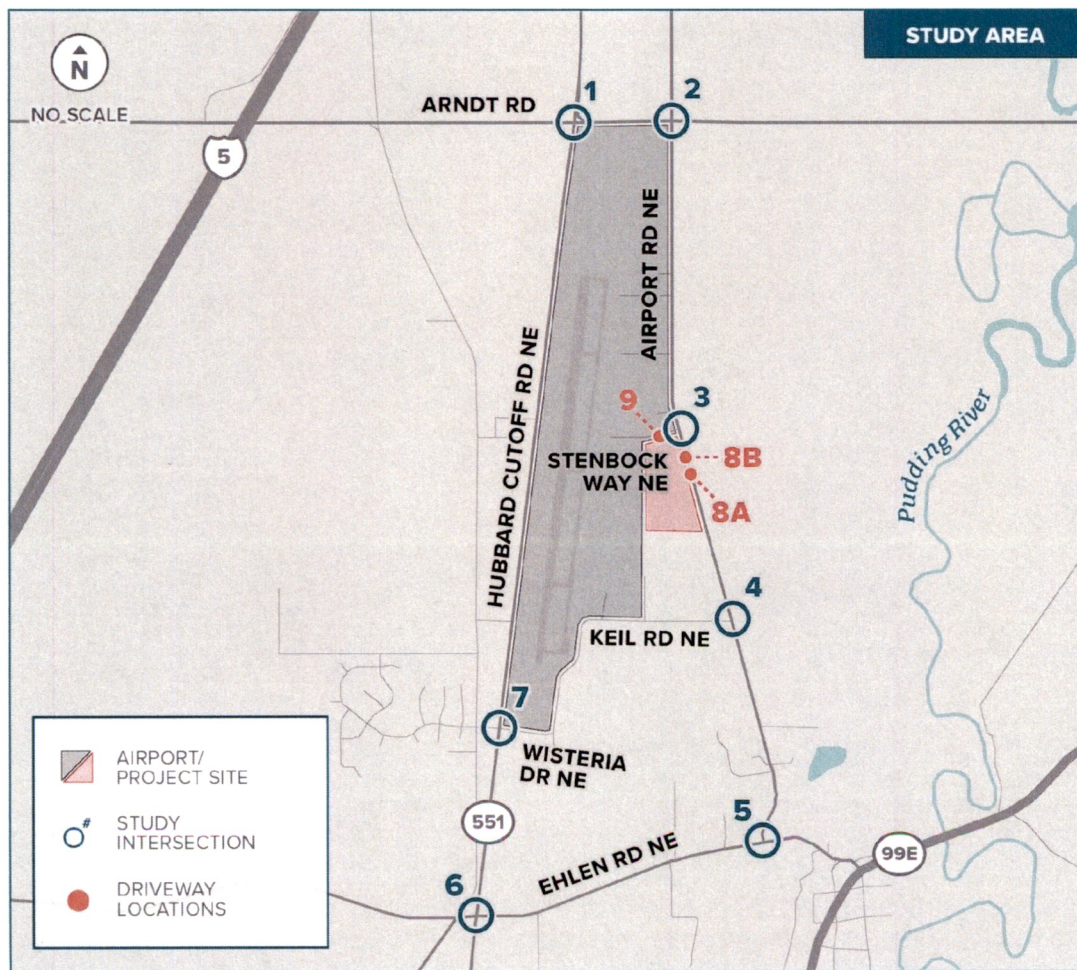 STUDY AREA
N
NO SCALE
ARNDT RD
1
2
5
AIRPORT RD NE
HUBBARD CUTOFF RD NE
9
3
STENBOCK
WAY NE
8B
8A
Pudding River
4
KEIL RD NE
7
WISTERIA
DR NE
551
5
EHLEN RD NE
99E
6
AIRPORT/
PROJECT SITE
#
STUDY
INTERSECTION
DRIVEWAY
LOCATIONS